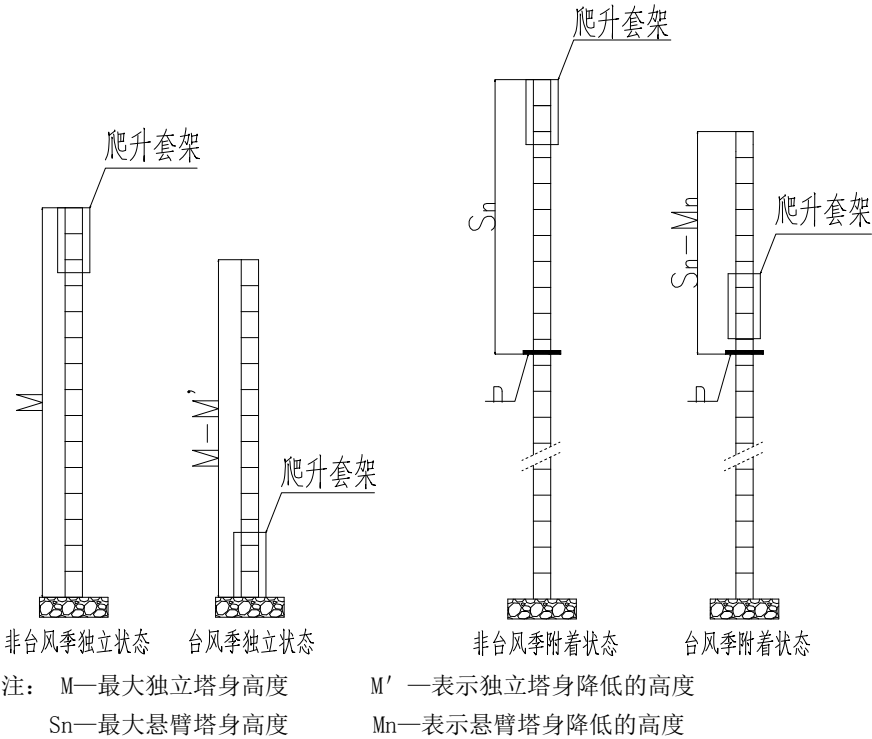 爬升套架
爬升套架
爬升套架
爬升套架
M
M-M'
Sn
Sn-Mn
n
n
非台风季独立状态
台风季独立状态
非台风季附着状态
台风季附着状态
注： M—最大独立塔身高度 M′—表示独立塔身降低的高度
Sn—最大悬臂塔身高度 Mn—表示悬臂塔身降低的高度